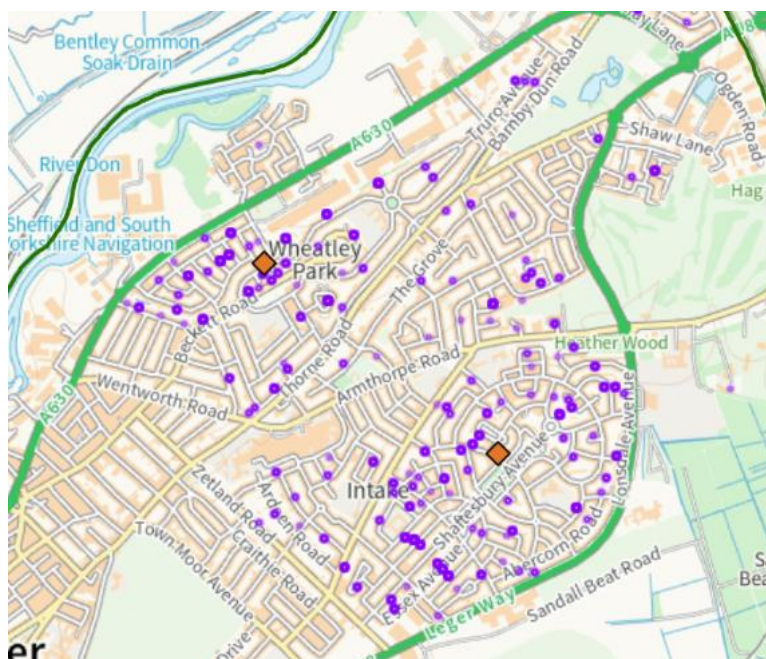 Bentley Common
Soak Drain
A630
Truro Avenue
Barnby Dun Road
Ogden Road
Shaw Lane
River Don
Hag
Sheffield and South
Yorkshire Navigation
Wheatley
Park
The Grove
Beckett Road
Thorne Road
Heather Wood
Armthorpe Road
Wentworth Road
A630
Lonsdale Avenue
Shaftesbury Avenue
Zetland Road
Intake
Arden Road
Town Moor Avenue
Craithie Road
Abercorn Road
Essex Avenue
Sandall Beat Road
Leger Way
Drive
er